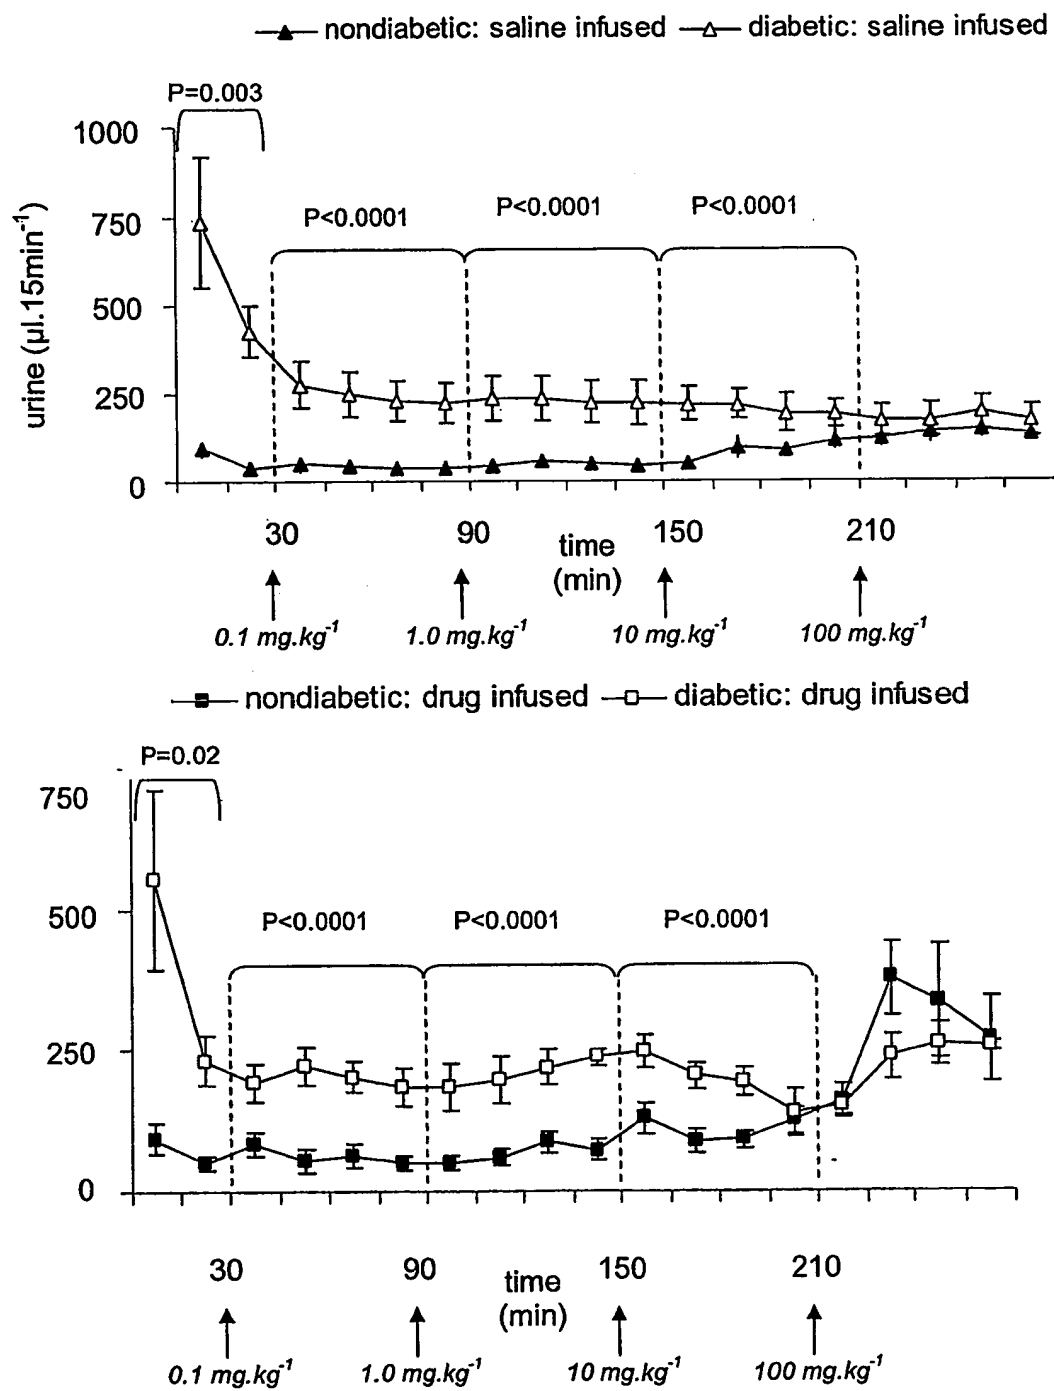 nondiabetic: saline infused diabetic: saline infused
P=0.003
1000
750
500
250
0
urine (µl.15min⁻¹)
P<0.0001 P<0.0001 P<0.0001
30 90 150 210
time
(min)
0.1 mg.kg⁻¹ 1.0 mg.kg⁻¹ 10 mg.kg⁻¹ 100 mg.kg⁻¹
nondiabetic: drug infused diabetic: drug infused
P=0.02
750
500
250
0
P<0.0001 P<0.0001 P<0.0001
30 90 150 210
time
(min)
0.1 mg.kg⁻¹ 1.0 mg.kg⁻¹ 10 mg.kg⁻¹ 100 mg.kg⁻¹